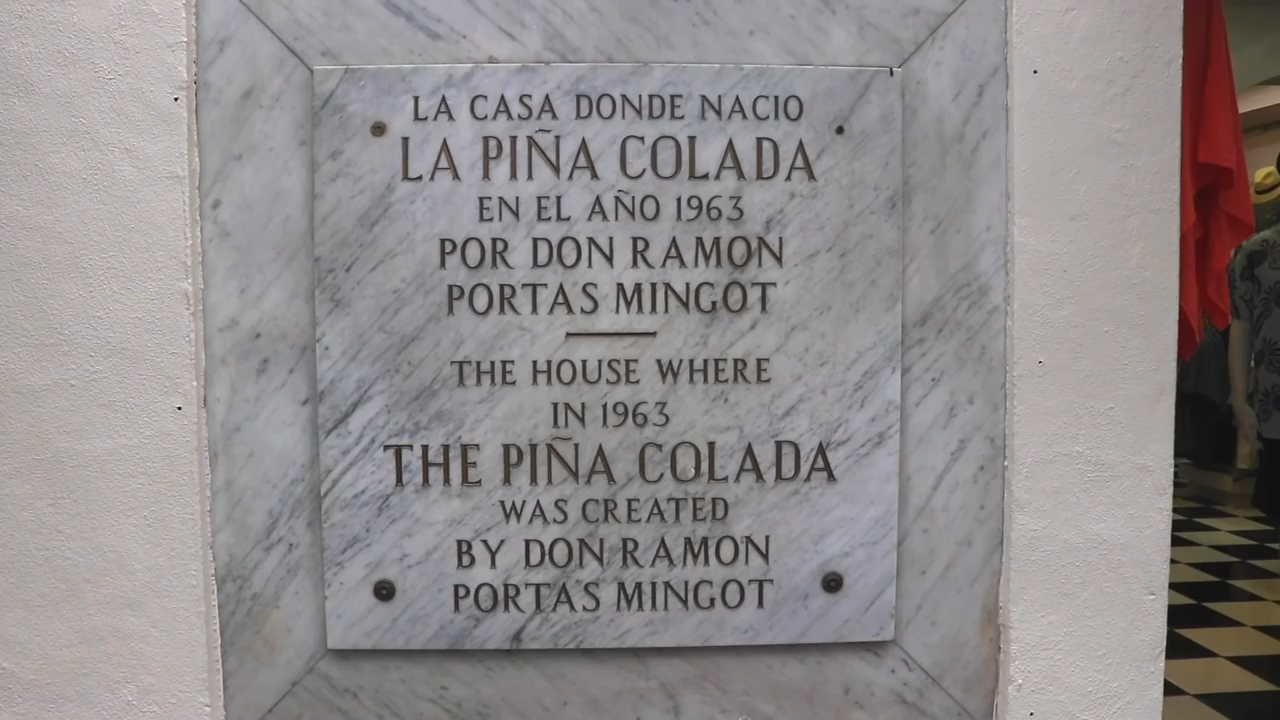 LA CASA DONDE NACIO
LA PIÑA COLADA
EN EL AÑO 1963
POR DON RAMON
PORTAS MINGOT
THE HOUSE WHERE
IN 1963
THE PIÑA COLADA
WAS CREATED
BY DON RAMON
PORTAS MINGOT